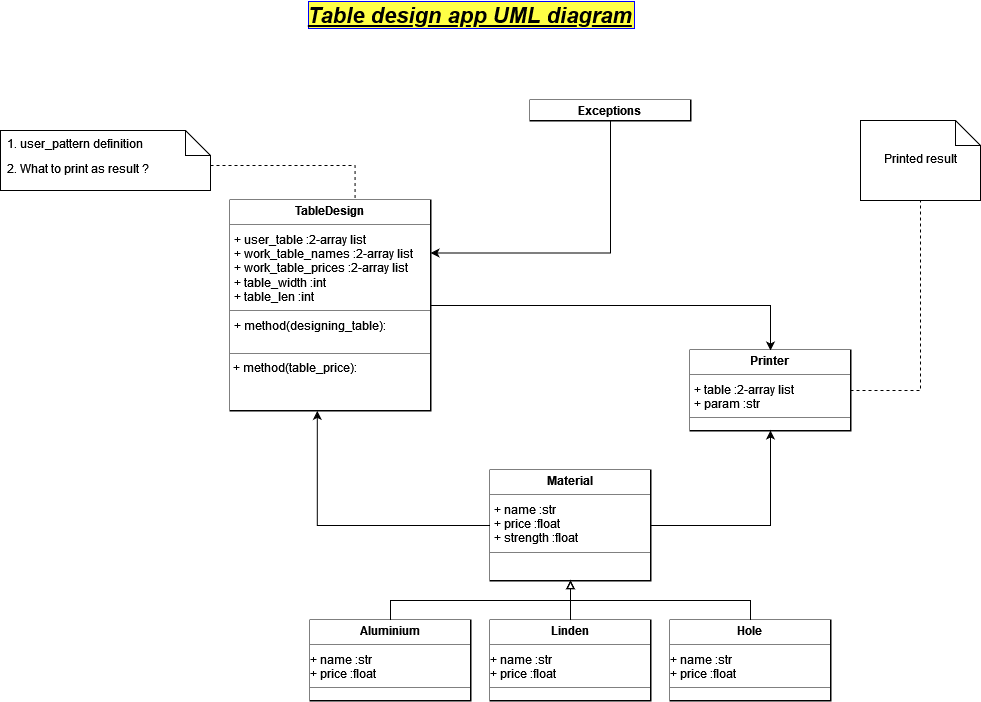 Table design app UML diagram
Exceptions
1. user_pattern definition
2. What to print as result ?
Printed result
TableDesign
+ user_table :2-array list
+ work_table_names :2-array list
+ work_table_prices :2-array list
+ table_width :int
+ table_len :int
+ method(designing_table):
+ method(table_price):
Printer
+ table :2-array list
+ param :str
Material
+ name :str
+ price :float
+ strength :float
Aluminium
+ name :str
+ price :float
Linden
+ name :str
+ price :float
Hole
+ name :str
+ price :float